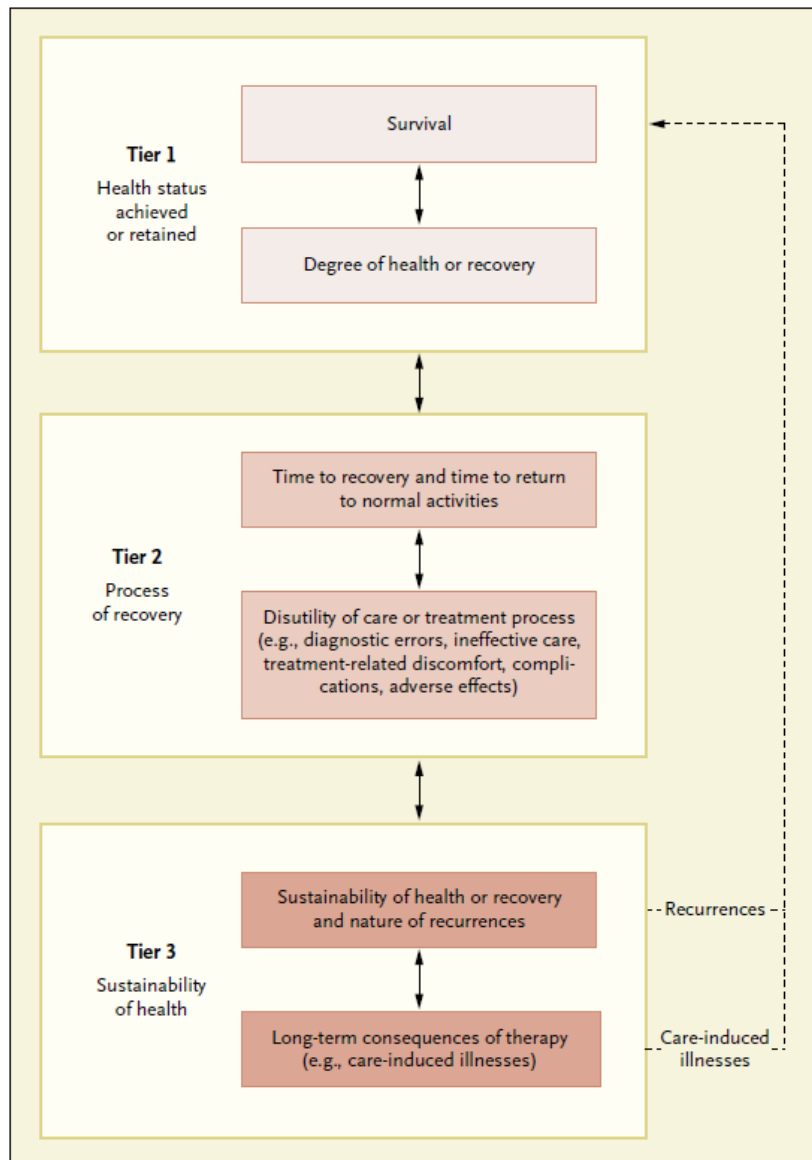 Survival
Tier 1
Health status
achieved
or retained
Degree of health or recovery
Time to recovery and time to return
to normal activities
Tier 2
Process
of recovery
Disutility of care or treatment process
(e.g., diagnostic errors, ineffective care,
treatment-related discomfort, compli-
cations, adverse effects)
Sustainability of health or recovery
and nature of recurrences
Recurrences
Tier 3
Sustainability
of health
Long-term consequences of therapy
(e.g., care-induced illnesses)
Care-induced
illnesses